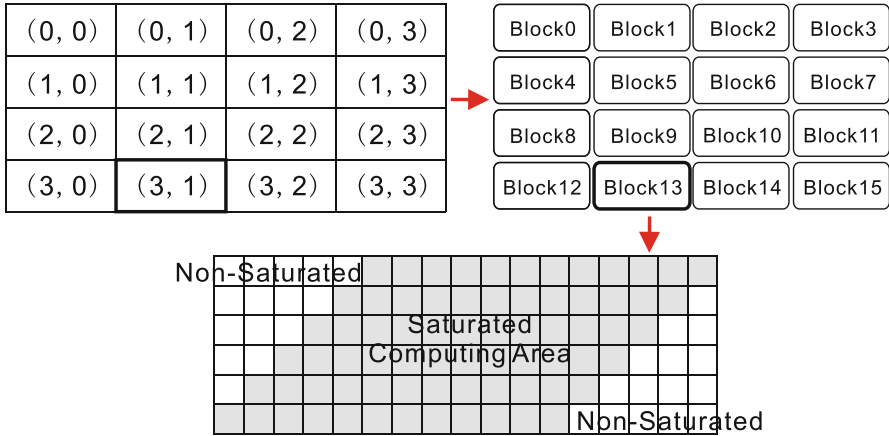 (0, 0) (0, 1) (0, 2) (0, 3)
(1, 0) (1, 1) (1, 2) (1, 3)
(2, 0) (2, 1) (2, 2) (2, 3)
(3, 0) (3, 1) (3, 2) (3, 3)
Block0 Block1 Block2 Block3
Block4 Block5 Block6 Block7
Block8 Block9 Block10 Block11
Block12 Block13 Block14 Block15
Non-Saturated
Saturated
Computing Area
Non-Saturated